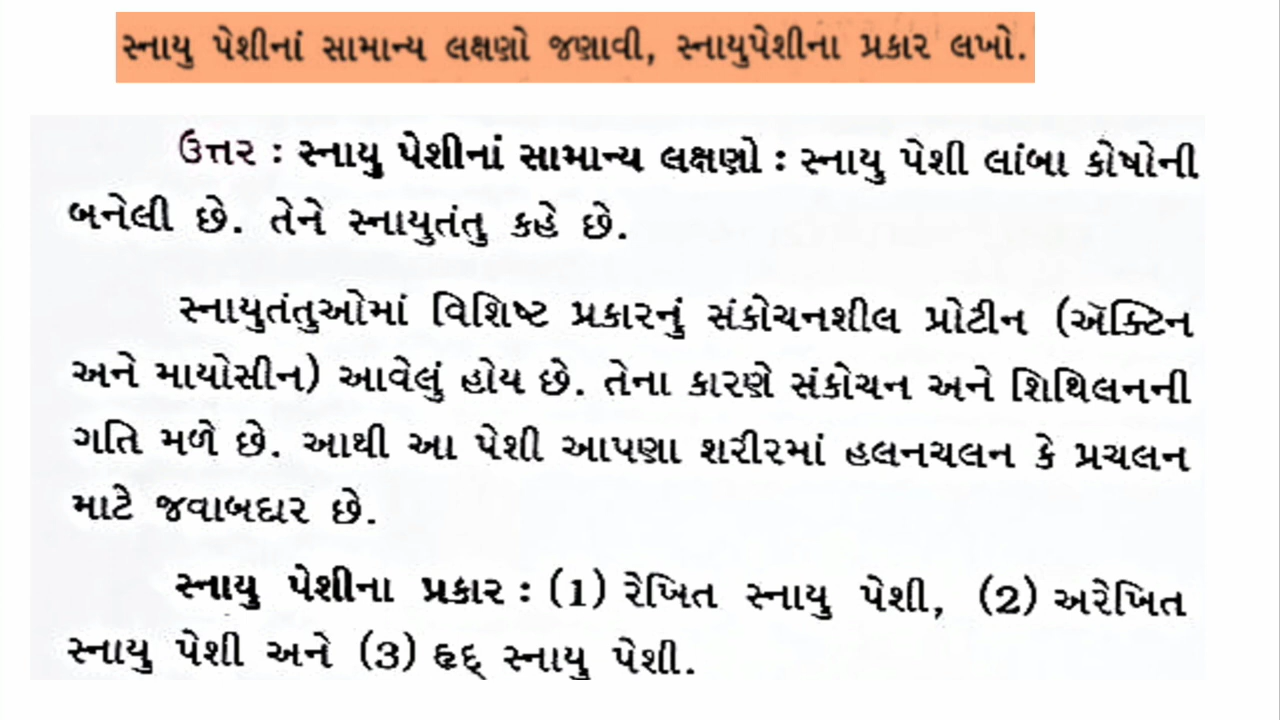 સ્નાયુ પેશીનાં સામાન્ય લક્ષણો જણાવી, સ્નાયુપેશીના પ્રકાર લખો.
ઉત્તર : સ્નાયુ પેશીનાં સામાન્ય લક્ષણો : સ્નાયુ પેશી લાંબા કોષોની
બનેલી છે. તેને સ્નાયુતંતુ કહે છે.
સ્નાયુતંતુઓમાં વિશિષ્ટ પ્રકારનું સંકોચનશીલ પ્રોટીન (ઍક્ટિન
અને માયોસીન) આવેલું હોય છે. તેના કારણે સંકોચન અને શિથિલનની
ગતિ મળે છે. આથી આ પેશી આપણા શરીરમાં હલનચલન કે પ્રચલન
માટે જવાબદાર છે.
સ્નાયુ પેશીના પ્રકાર : (1) રેખિત સ્નાયુ પેશી, (2) અરેખિત
સ્નાયુ પેશી અને (3) હૃદ્ સ્નાયુ પેશી.